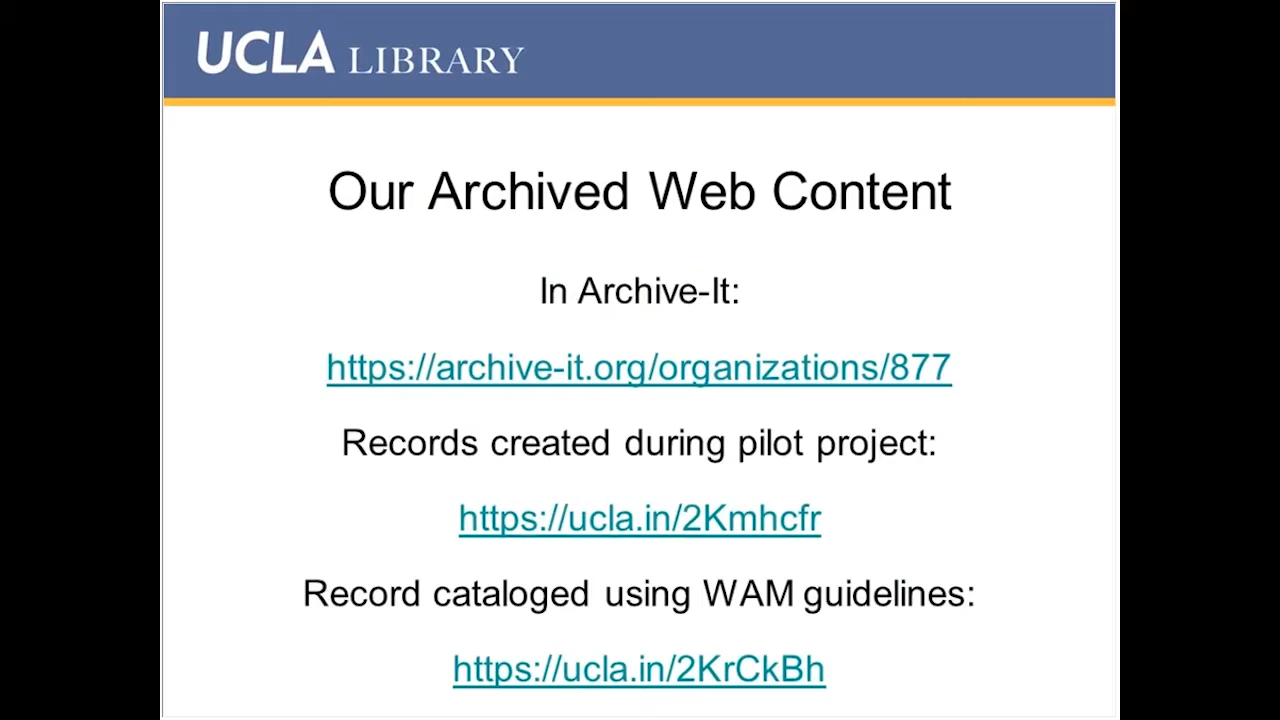 UCLA LIBRARY
Our Archived Web Content
In Archive-It:
https://archive-it.org/organizations/877
Records created during pilot project:
https://ucla.in/2Kmhcfr
Record cataloged using WAM guidelines:
https://ucla.in/2KrCkBh